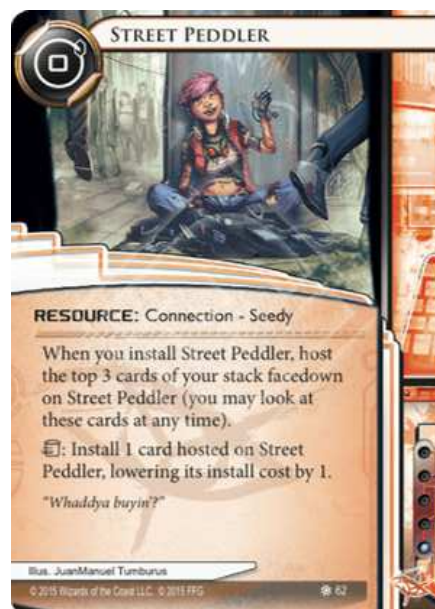 STREET PEDDLER
RESOURCE: Connection - Seedy
When you install Street Peddler, host
the top 3 cards of your stack facedown
on Street Peddler (you may look at
these cards at any time).
: Install 1 card hosted on Street
Peddler, lowering its install cost by 1.
"Whaddya buyin'?"
Illus. JuanManuel Tumburus
© 2015 Wizards of the Coast LLC. © 2015 FFG
62